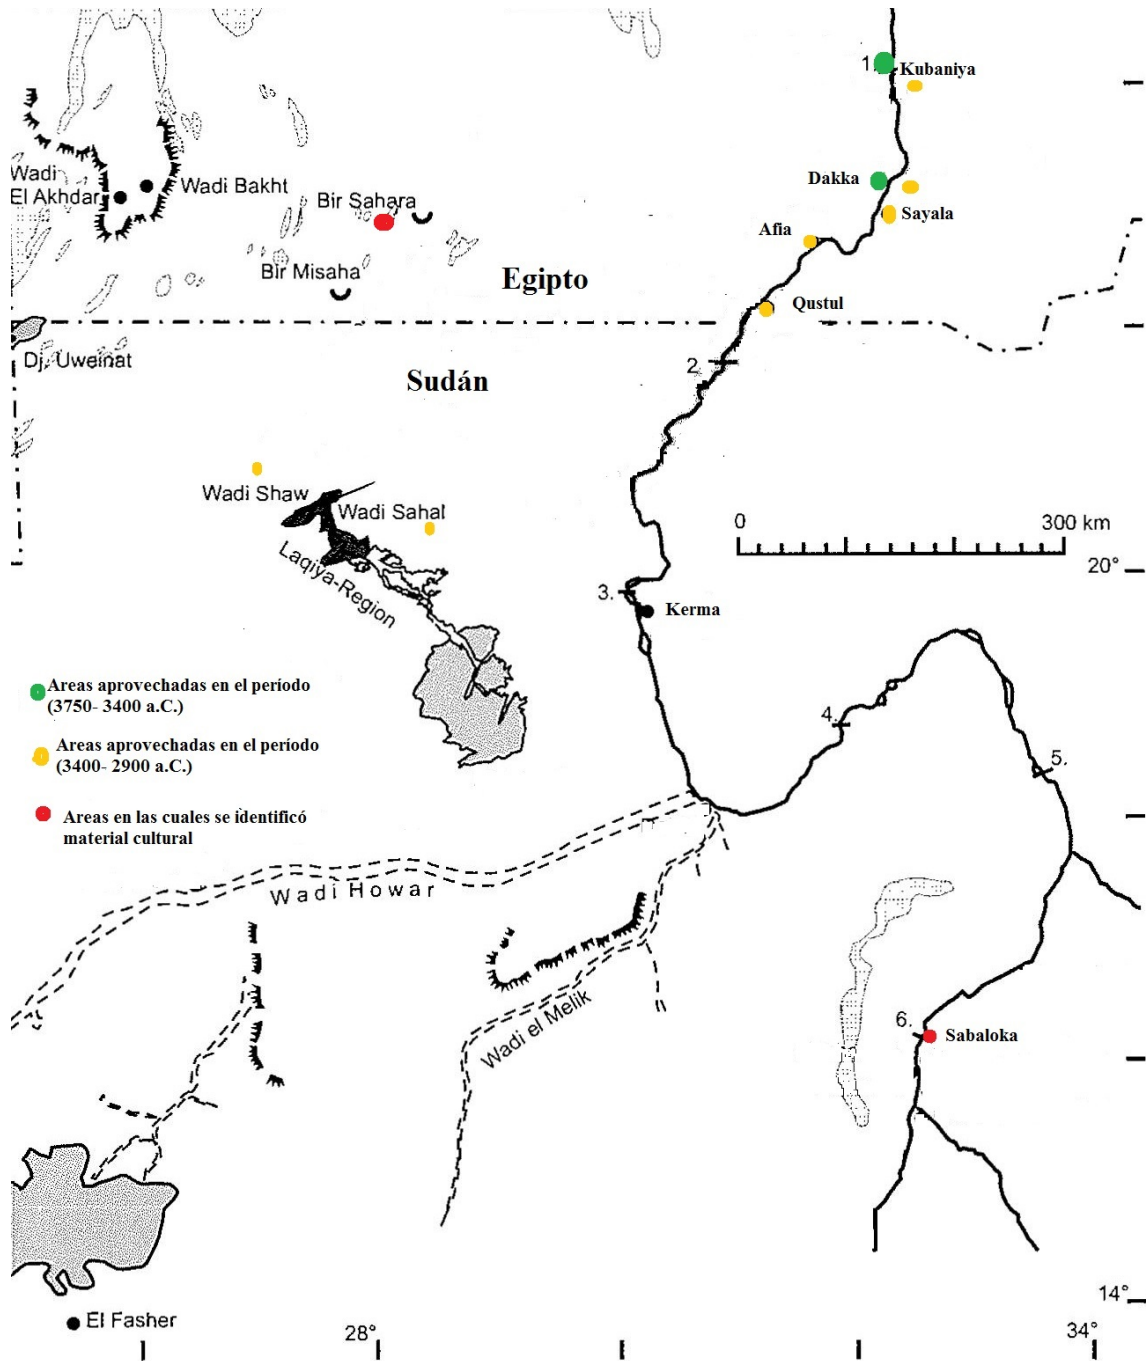 1.
Kubaniya
Wadi
El Akhdar
Wadi Bakht
Dakka
Bir Sahara
Sayala
Afia
Bir Misaha
Egipto
Qustul
Dj. Uweinat
2.
Sudán
Wadi Shaw
Wadi Sahal
0
300 km
Laqiya-Region
20°
3.
Kerma
Areas aprovechadas en el período
(3750- 3400 a.C.)
4.
Areas aprovechadas en el período
(3400- 2900 a.C.)
5.
Areas en las cuales se identificó
material cultural
Wadi Howar
Wadi el Melik
6.
Sabaloka
14°
El Fasher
28°
34°